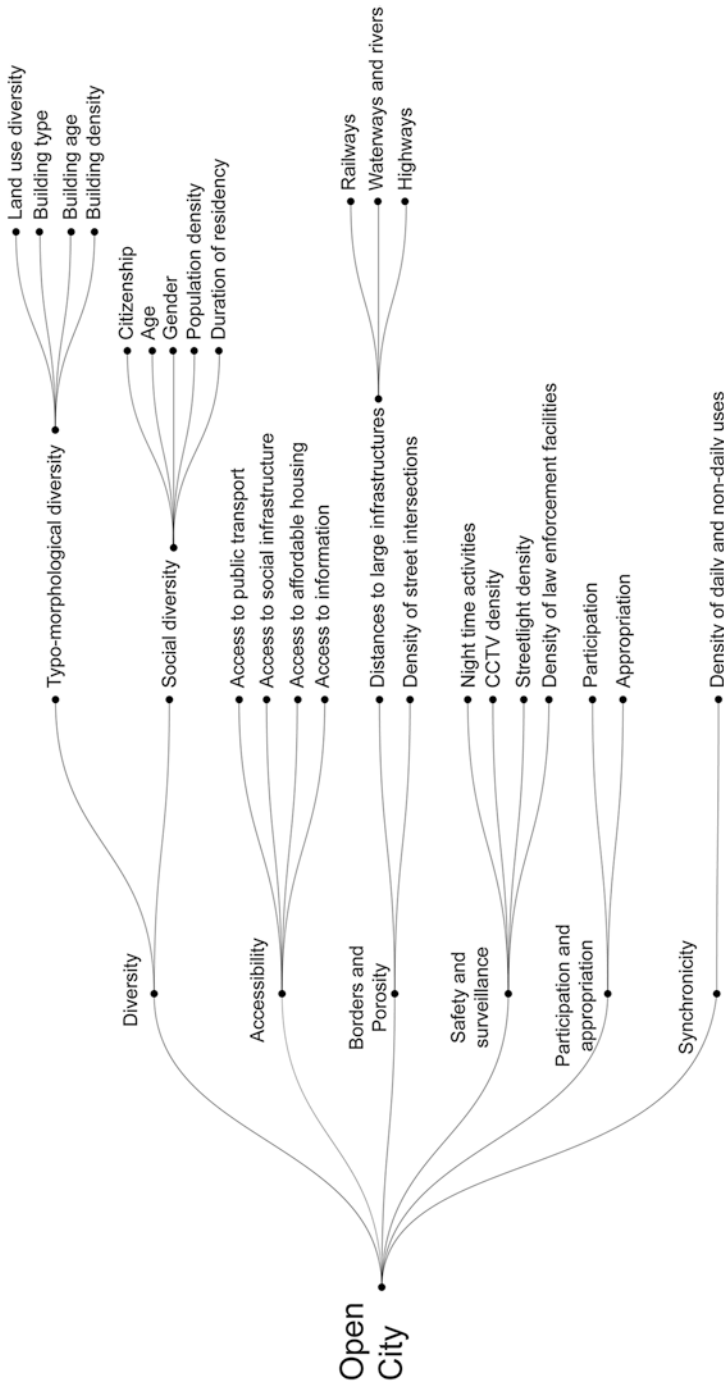 Open
City
Diversity
Typo-morphological diversity
Land use diversity
Building type
Building age
Building density
Social diversity
Citizenship
Age
Gender
Population density
Duration of residency
Accessibility
Access to public transport
Access to social infrastructure
Access to affordable housing
Access to information
Borders and
Porosity
Distances to large infrastructures
Railways
Waterways and rivers
Highways
Density of street intersections
Safety and
surveillance
Night time activities
CCTV density
Streetlight density
Density of law enforcement facilities
Participation and
appropriation
Participation
Appropriation
Synchronicity
Density of daily and non-daily uses